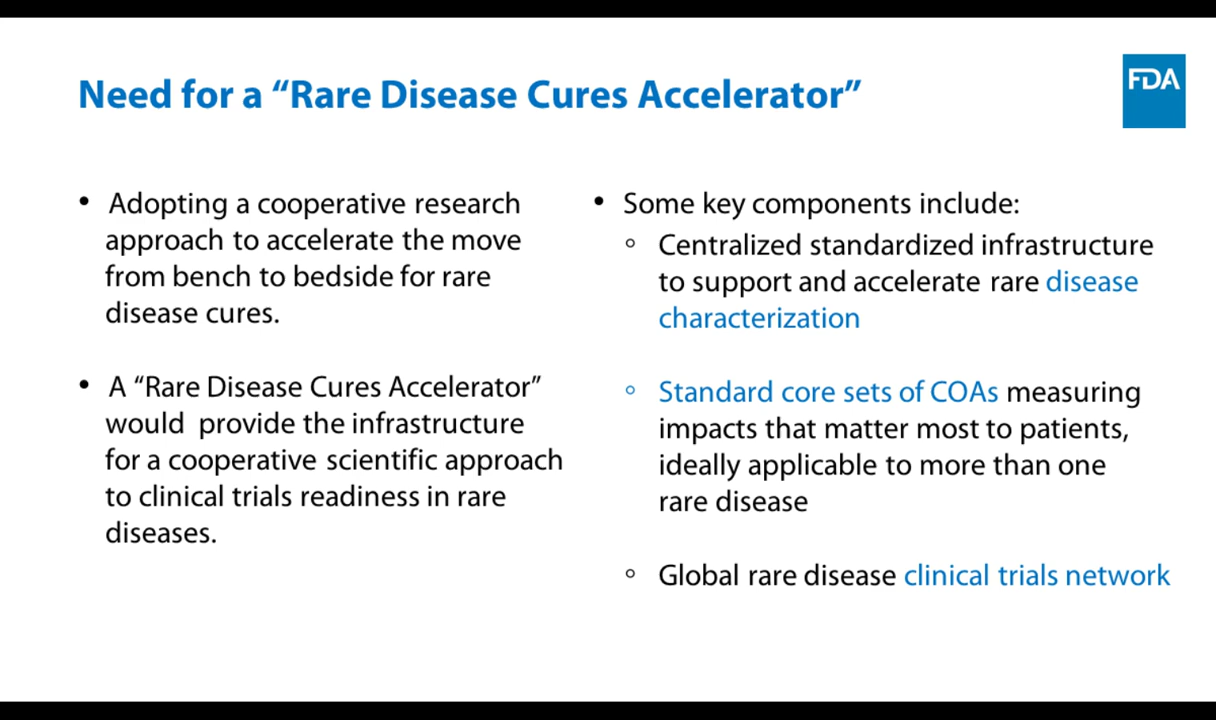 Need for a “Rare Disease Cures Accelerator”
FDA
• Adopting a cooperative research
approach to accelerate the move
from bench to bedside for rare
disease cures.
• A “Rare Disease Cures Accelerator”
would provide the infrastructure
for a cooperative scientific approach
to clinical trials readiness in rare
diseases.
• Some key components include:
◦ Centralized standardized infrastructure
to support and accelerate rare disease
characterization
◦ Standard core sets of COAs measuring
impacts that matter most to patients,
ideally applicable to more than one
rare disease
◦ Global rare disease clinical trials network